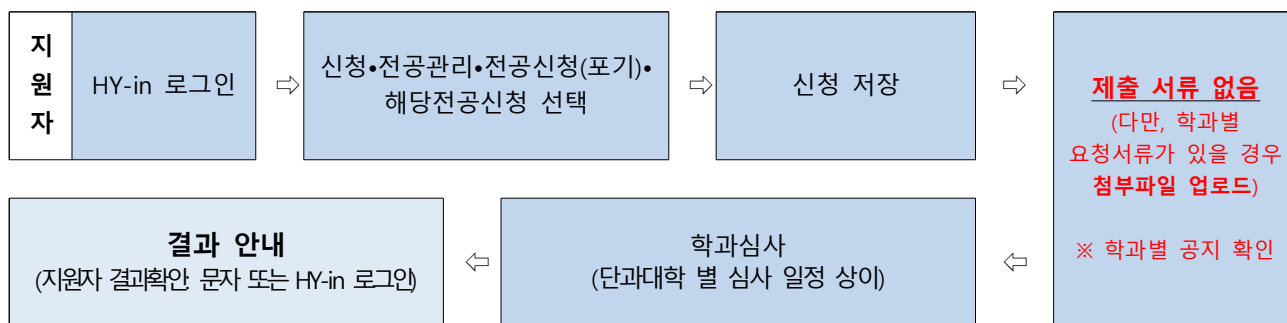 지
원
자
HY-in 로그인
⇨
신청•전공관리•전공신청(포기)•
해당전공신청 선택
⇨
신청 저장
⇨
제출 서류 없음
(다만, 학과별
요청서류가 있을 경우
첨부파일 업로드)
※ 학과별 공지 확인
⇦
학과심사
(단과대학 별 심사 일정 상이)
⇦
결과 안내
(지원자 결과확인: 문자 또는 HY-in 로그인)